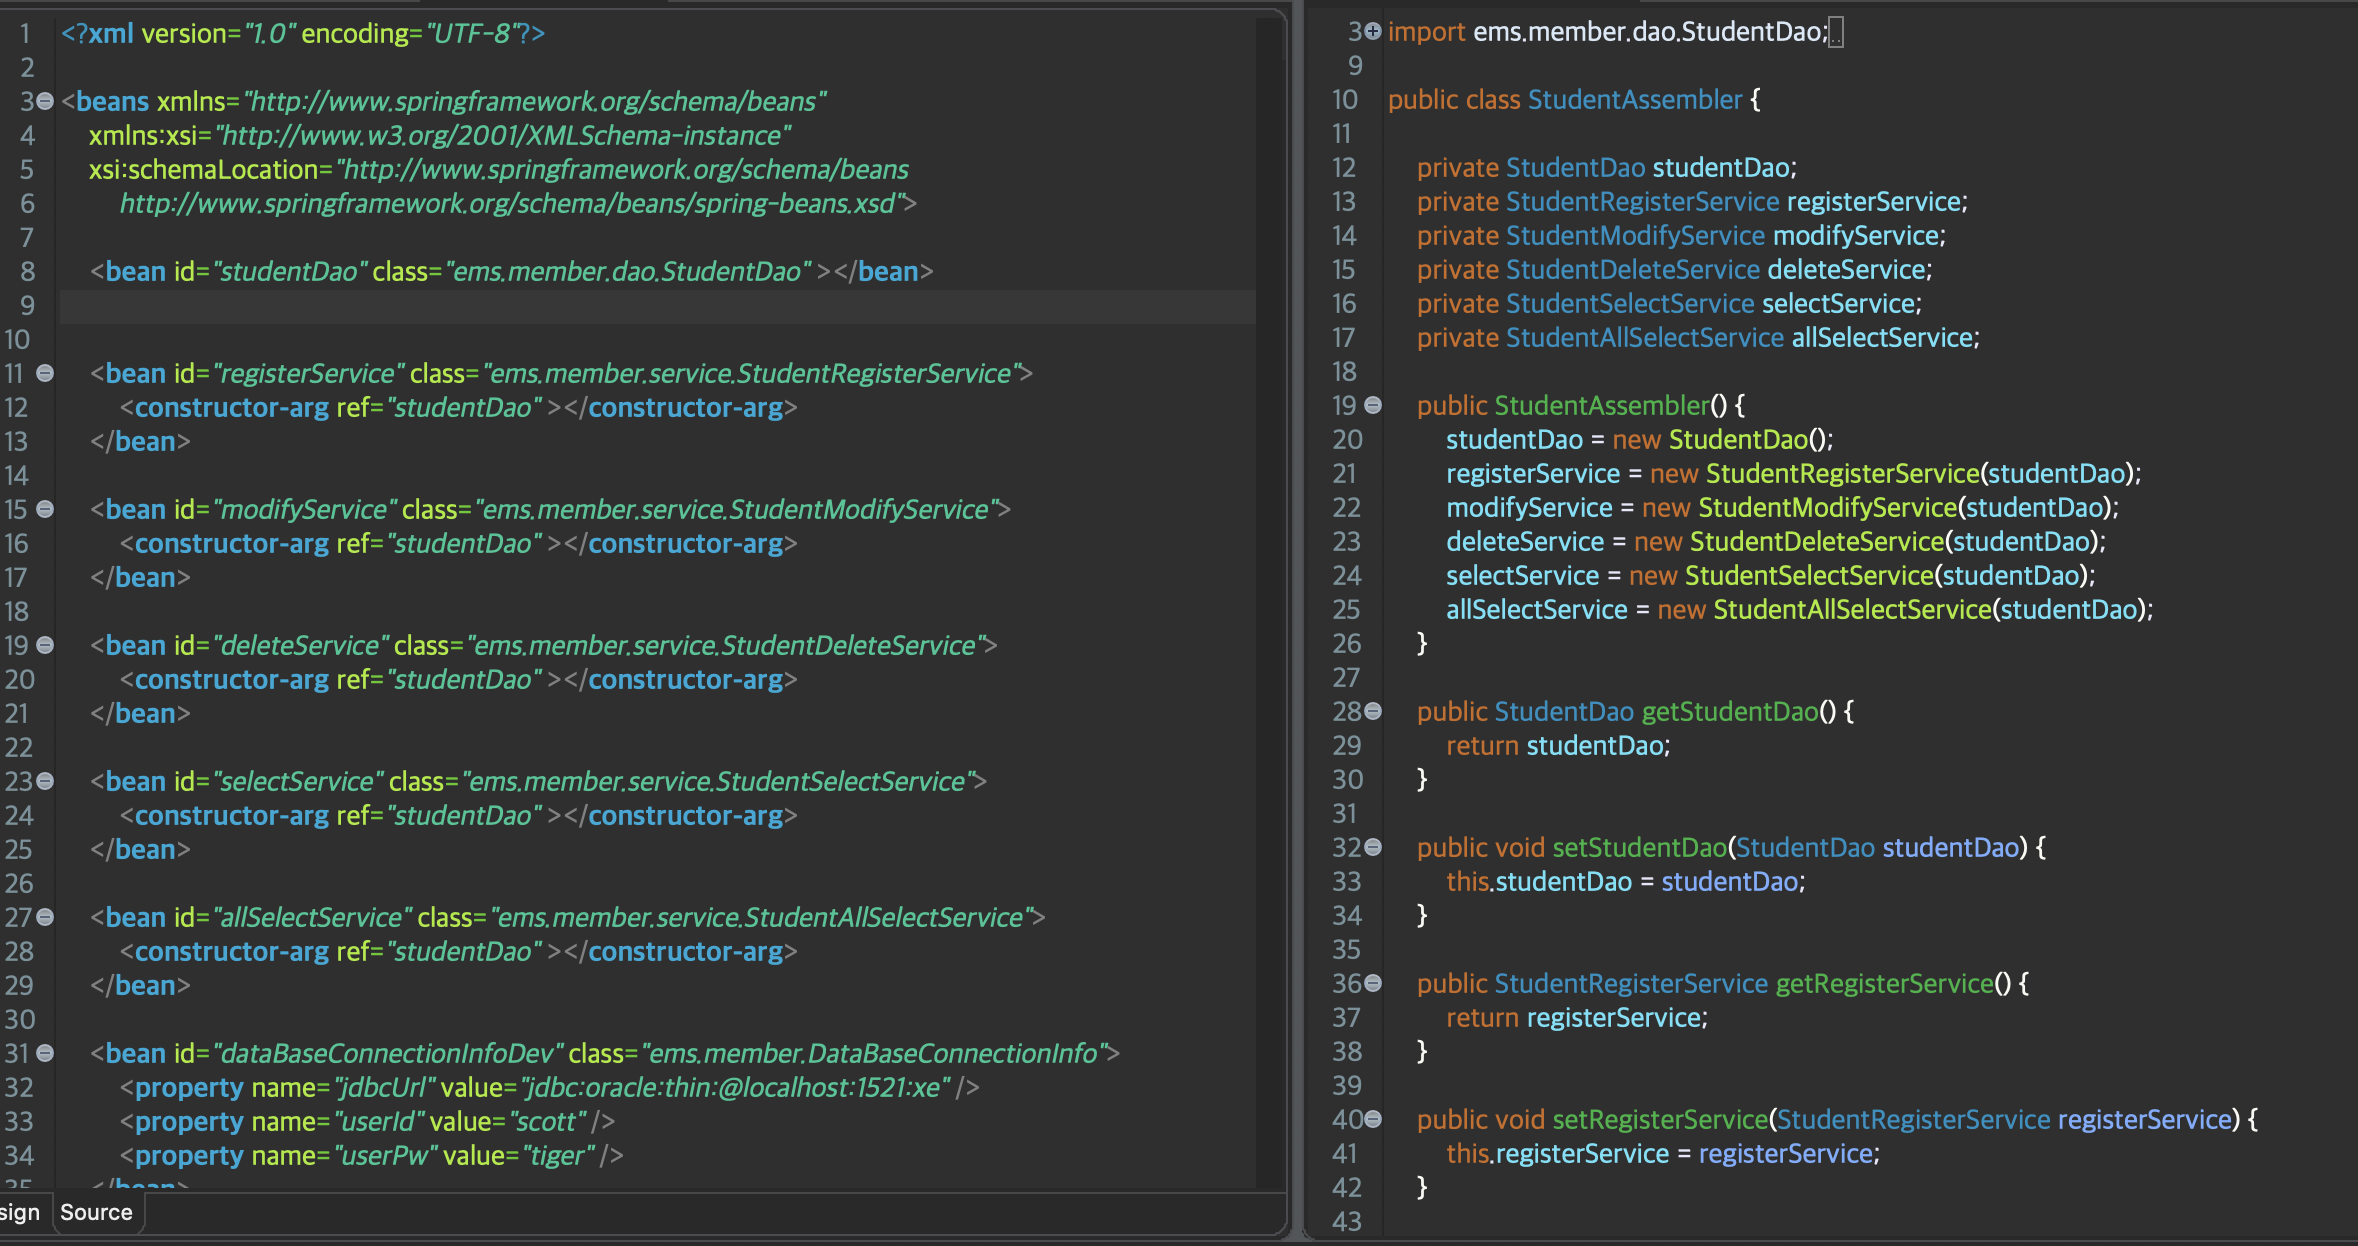 1 <?xml version="1.0" encoding="UTF-8"?>
2
3 <beans xmlns="http://www.springframework.org/schema/beans"
4 xmlns:xsi="http://www.w3.org/2001/XMLSchema-instance"
5 xsi:schemaLocation="http://www.springframework.org/schema/beans
6 http://www.springframework.org/schema/beans/spring-beans.xsd">
7
8 <bean id="studentDao" class="ems.member.dao.StudentDao" ></bean>
9
10
11 <bean id="registerService" class="ems.member.service.StudentRegisterService">
12 <constructor-arg ref="studentDao" ></constructor-arg>
13 </bean>
14
15 <bean id="modifyService" class="ems.member.service.StudentModifyService">
16 <constructor-arg ref="studentDao" ></constructor-arg>
17 </bean>
18
19 <bean id="deleteService" class="ems.member.service.StudentDeleteService">
20 <constructor-arg ref="studentDao" ></constructor-arg>
21 </bean>
22
23 <bean id="selectService" class="ems.member.service.StudentSelectService">
24 <constructor-arg ref="studentDao" ></constructor-arg>
25 </bean>
26
27 <bean id="allSelectService" class="ems.member.service.StudentAllSelectService">
28 <constructor-arg ref="studentDao" ></constructor-arg>
29 </bean>
30
31 <bean id="dataBaseConnectionInfoDev" class="ems.member.DataBaseConnectionInfo">
32 <property name="jdbcUrl" value="jdbc:oracle:thin:@localhost:1521:xe" />
33 <property name="userId" value="scott" />
34 <property name="userPw" value="tiger" />
35 </bean>
sign Source
3 import ems.member.dao.StudentDao;
9
10 public class StudentAssembler {
11
12 private StudentDao studentDao;
13 private StudentRegisterService registerService;
14 private StudentModifyService modifyService;
15 private StudentDeleteService deleteService;
16 private StudentSelectService selectService;
17 private StudentAllSelectService allSelectService;
18
19 public StudentAssembler() {
20 studentDao = new StudentDao();
21 registerService = new StudentRegisterService(studentDao);
22 modifyService = new StudentModifyService(studentDao);
23 deleteService = new StudentDeleteService(studentDao);
24 selectService = new StudentSelectService(studentDao);
25 allSelectService = new StudentAllSelectService(studentDao);
26 }
27
28 public StudentDao getStudentDao() {
29 return studentDao;
30 }
31
32 public void setStudentDao(StudentDao studentDao) {
33 this.studentDao = studentDao;
34 }
35
36 public StudentRegisterService getRegisterService() {
37 return registerService;
38 }
39
40 public void setRegisterService(StudentRegisterService registerService) {
41 this.registerService = registerService;
42 }
43